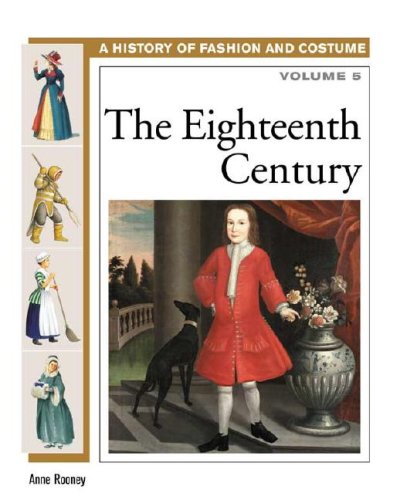 A HISTORY OF FASHION AND COSTUME
VOLUME 5
The Eighteenth
Century
Anne Rooney